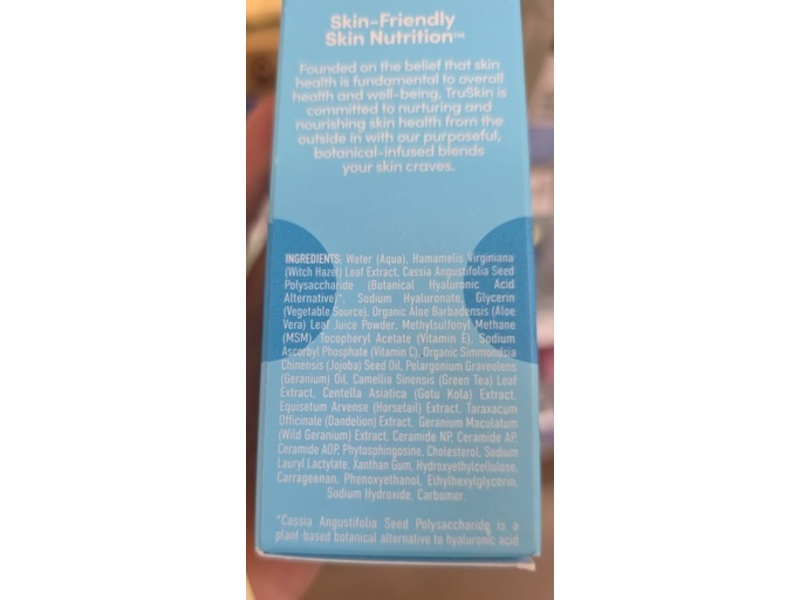 Skin-Friendly
Skin Nutrition™
Founded on the belief that skin
health is fundamental to overall
health and well-being, TruSkin is
committed to nurturing and
nourishing skin health from the
outside in with our purposeful,
botanical-infused blends
your skin craves.
INGREDIENTS: Water (Aqua), Hamamelis Virginiana
(Witch Hazel) Leaf Extract, Cassia Angustifolia Seed
Polysaccharide (Botanical Hyaluronic Acid
Alternative)*, Sodium Hyaluronate, Glycerin
(Vegetable Source), Organic Aloe Barbadensis (Aloe
Vera) Leaf Juice Powder, Methylsulfonyl Methane
(MSM), Tocopheryl Acetate (Vitamin E), Sodium
Ascorbyl Phosphate (Vitamin C), Organic Simmondsia
Chinensis (Jojoba) Seed Oil, Pelargonium Graveolens
(Geranium) Oil, Camellia Sinensis (Green Tea) Leaf
Extract, Centella Asiatica (Gotu Kola) Extract,
Equisetum Arvense (Horsetail) Extract, Taraxacum
Officinale (Dandelion) Extract, Geranium Maculatum
(Wild Geranium) Extract, Ceramide NP, Ceramide AP,
Ceramide AOP, Phytosphingosine, Cholesterol, Sodium
Lauryl Lactylate, Xanthan Gum, Hydroxyethylcellulose,
Carrageenan, Phenoxyethanol, Ethylhexylglycerin,
Sodium Hydroxide, Carbomer.
*Cassia Angustifolia Seed Polysaccharide is a
plant-based botanical alternative to hyaluronic acid